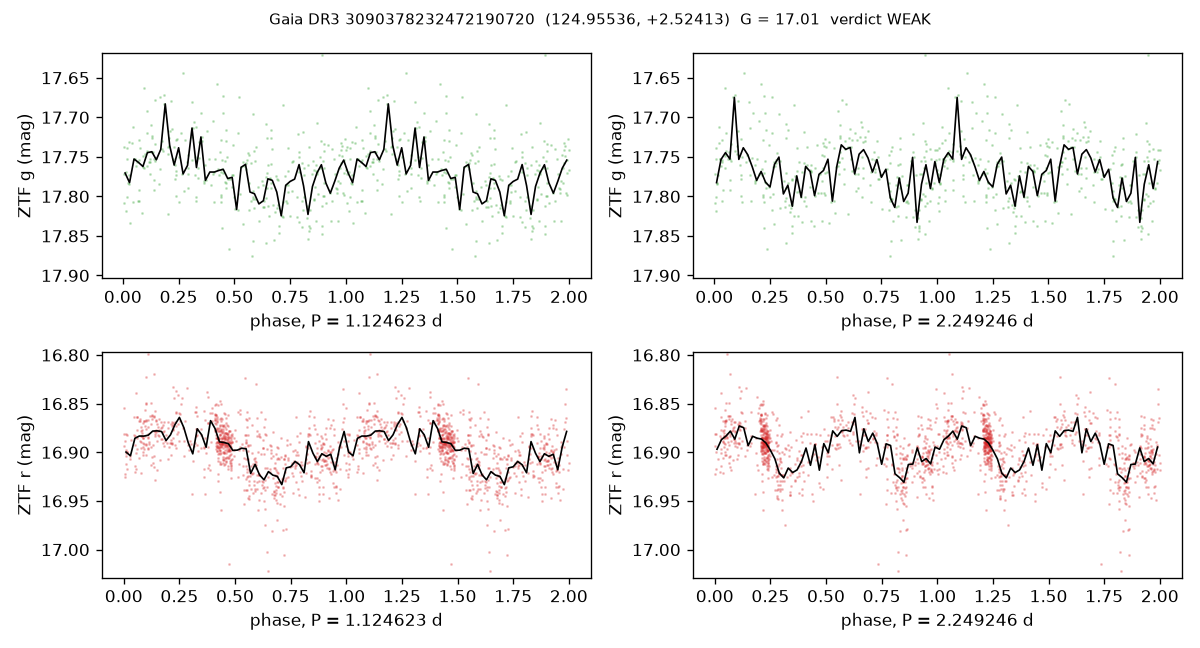 Gaia DR3 3090378232472190720  (124.95536, +2.52413)  G = 17.01  verdict WEAK
ZTF g (mag)
17.65
17.70
17.75
17.80
17.85
17.90
0.00 0.25 0.50 0.75 1.00 1.25 1.50 1.75 2.00
phase, P = 1.124623 d
ZTF g (mag)
17.65
17.70
17.75
17.80
17.85
17.90
0.00 0.25 0.50 0.75 1.00 1.25 1.50 1.75 2.00
phase, P = 2.249246 d
ZTF r (mag)
16.80
16.85
16.90
16.95
17.00
0.00 0.25 0.50 0.75 1.00 1.25 1.50 1.75 2.00
phase, P = 1.124623 d
ZTF r (mag)
16.80
16.85
16.90
16.95
17.00
0.00 0.25 0.50 0.75 1.00 1.25 1.50 1.75 2.00
phase, P = 2.249246 d